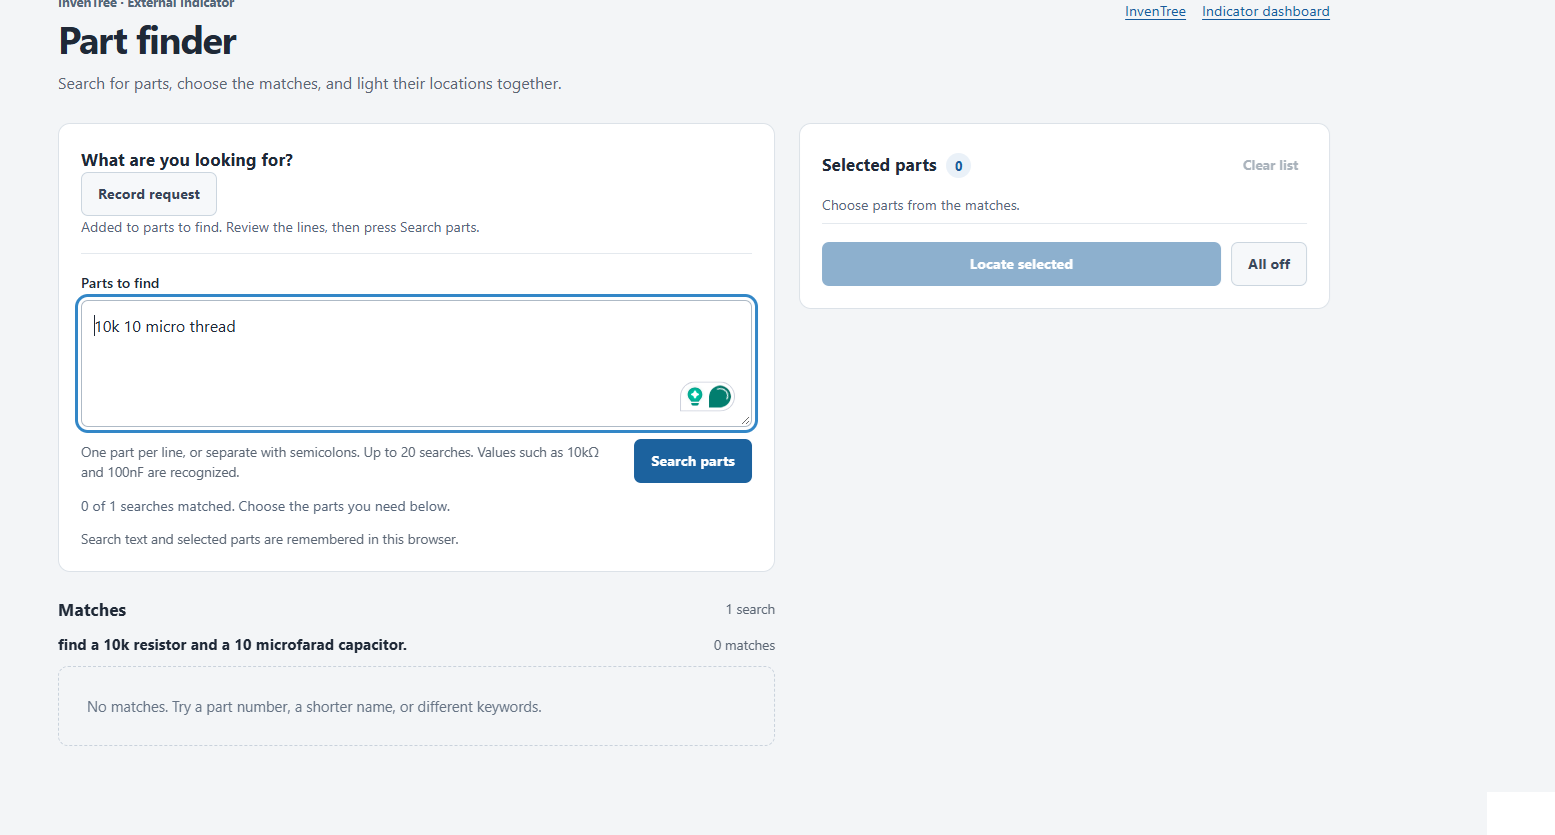 InvenTree · External Indicator
InvenTree Indicator dashboard
Part finder
Search for parts, choose the matches, and light their locations together.
What are you looking for?
Record request
Added to parts to find. Review the lines, then press Search parts.
Parts to find
10k 10 micro thread
One part per line, or separate with semicolons. Up to 20 searches. Values such as 10kΩ
and 100nF are recognized.
Search parts
0 of 1 searches matched. Choose the parts you need below.
Search text and selected parts are remembered in this browser.
Selected parts 0
Clear list
Choose parts from the matches.
Locate selected
All off
Matches
1 search
find a 10k resistor and a 10 microfarad capacitor.
0 matches
No matches. Try a part number, a shorter name, or different keywords.